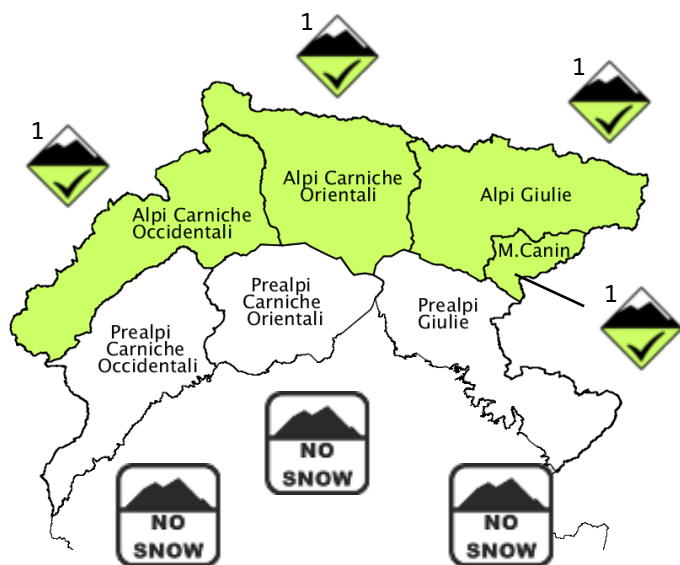 1
1
1
Alpi Carniche
Orientali
Alpi Giulie
Alpi Carniche
Occidentali
M.Canin
Prealpi
Carniche
Orientali
1
Prealpi
Giulie
Prealpi
Carniche
Occidentali
NO
SNOW
NO
SNOW
NO
SNOW